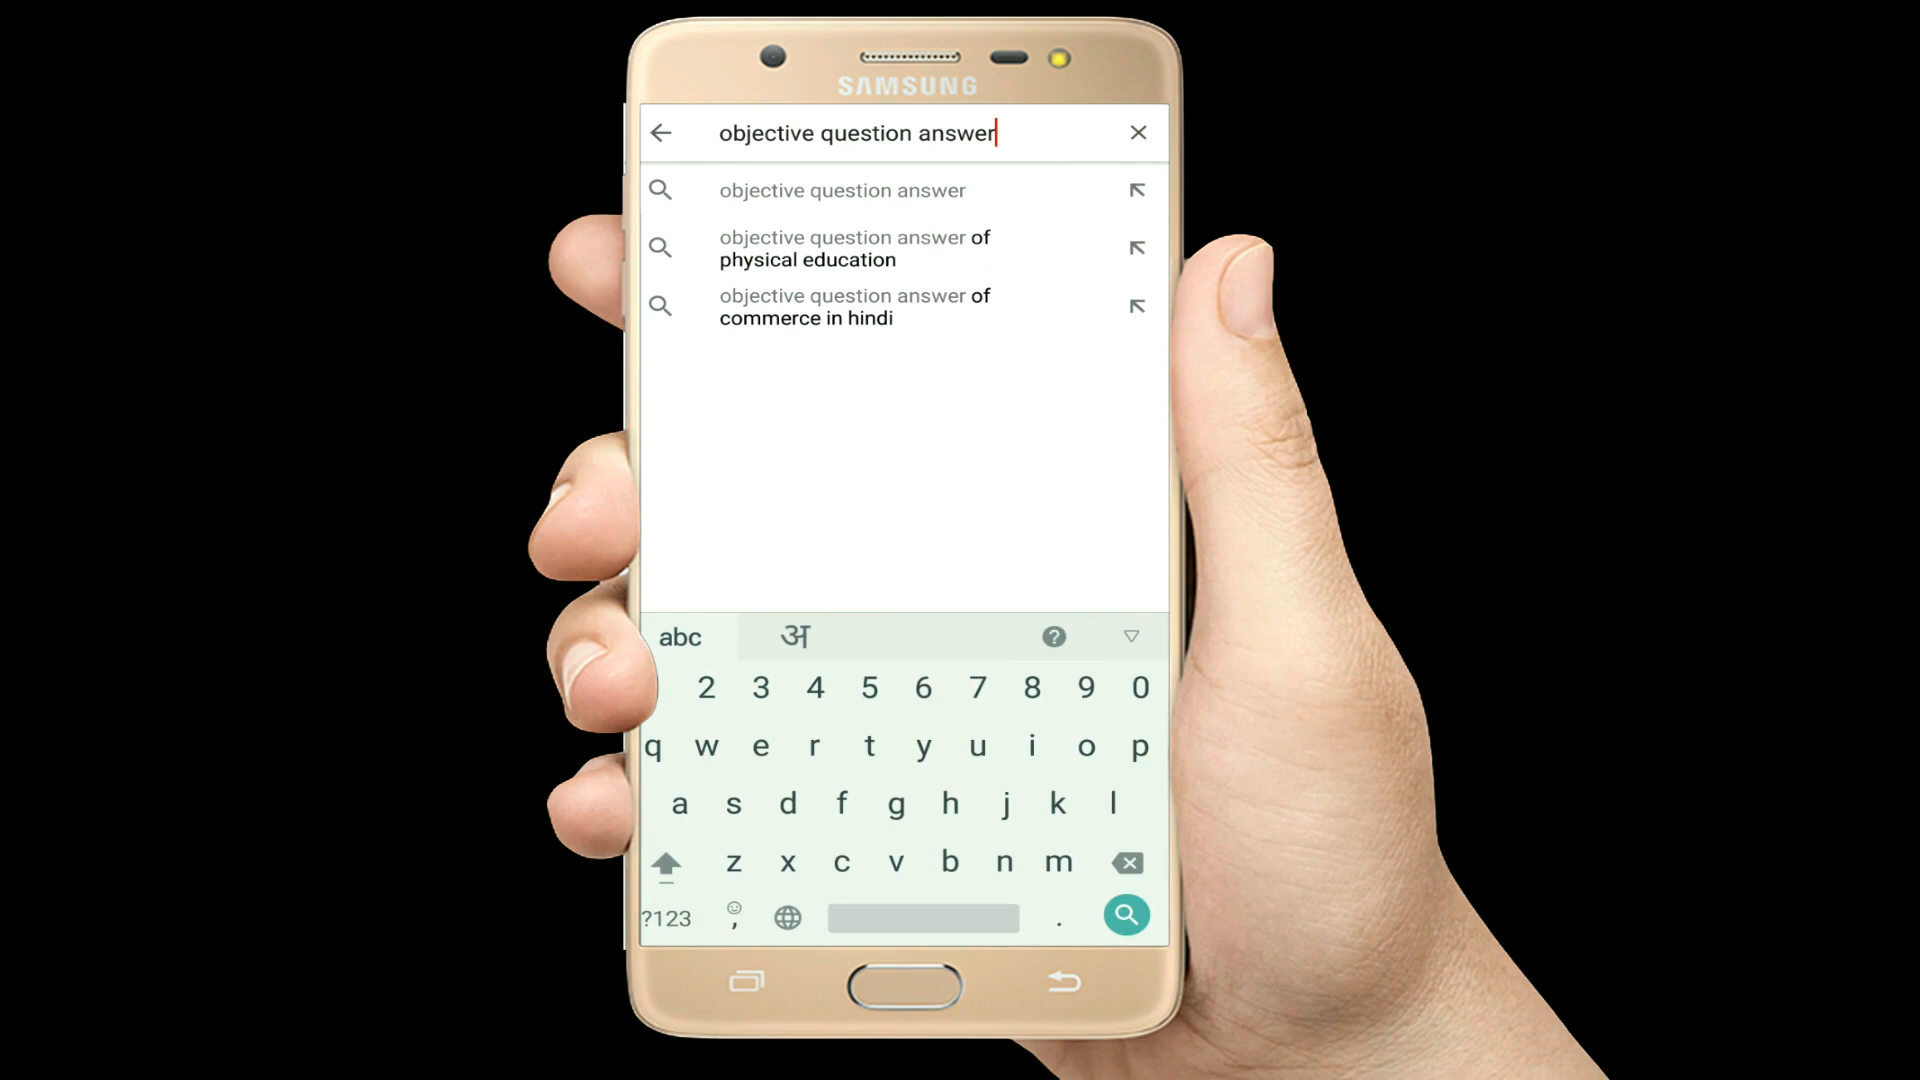 SAMSUNG
objective question answer
objective question answer
objective question answer of
physical education
objective question answer of
commerce in hindi
abc अ ?
2 3 4 5 6 7 8 9 0
q w e r t y u i o p
a s d f g h j k l
z x c v b n m
?123 , .